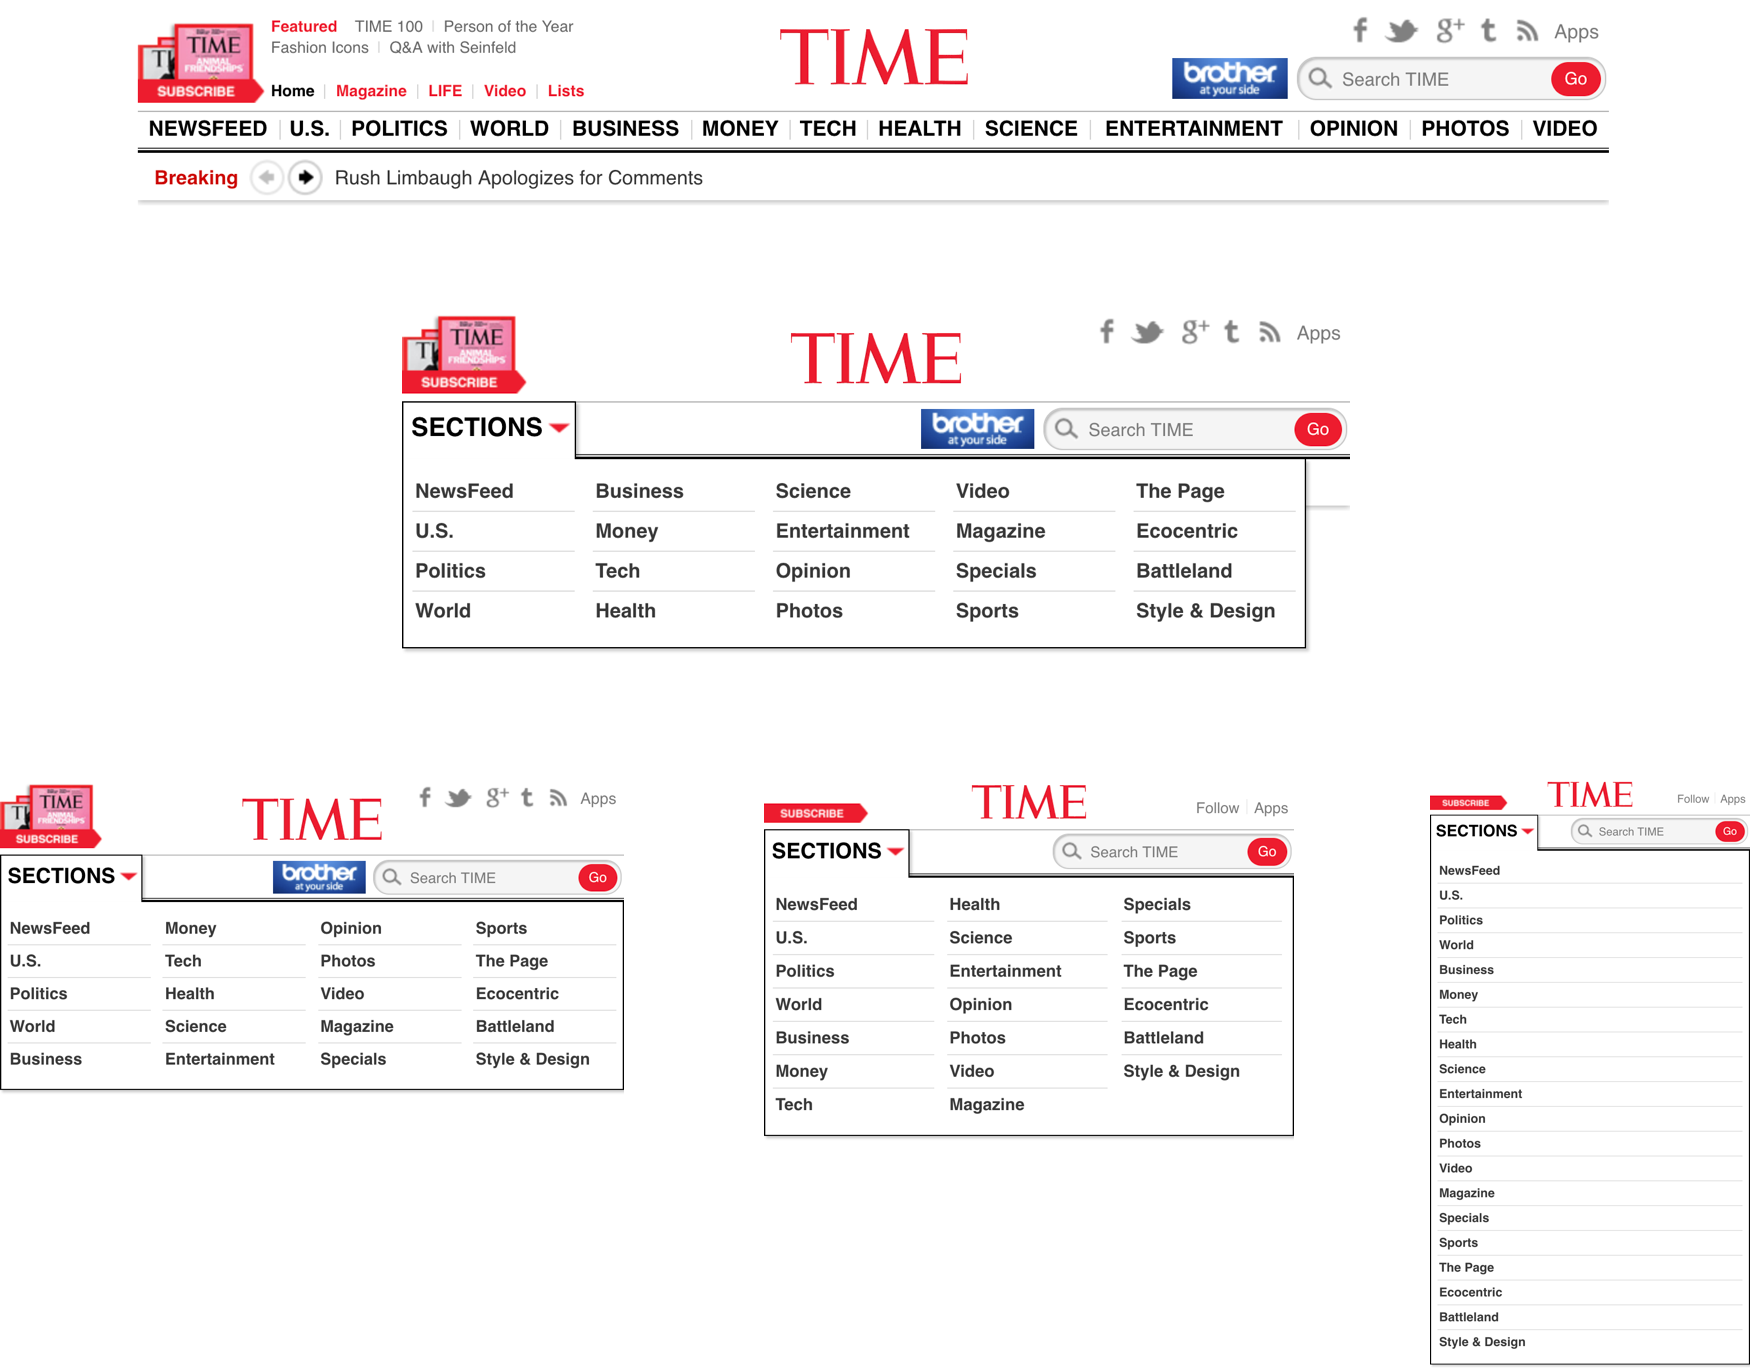 Featured TIME 100 Person of the Year
Fashion Icons Q&A with Seinfeld
TIME
ANIMAL
FRIENDSHIPS
SUBSCRIBE
Home Magazine LIFE Video Lists
TIME
f g+ t Apps
brother
at your side
Search TIME Go
NEWSFEED U.S. POLITICS WORLD BUSINESS MONEY TECH HEALTH SCIENCE ENTERTAINMENT OPINION PHOTOS VIDEO
Breaking Rush Limbaugh Apologizes for Comments
TIME
ANIMAL
FRIENDSHIPS
SUBSCRIBE
TIME
f g+ t Apps
SECTIONS
brother
at your side
Search TIME Go
NewsFeed Business Science Video The Page
U.S. Money Entertainment Magazine Ecocentric
Politics Tech Opinion Specials Battleland
World Health Photos Sports Style & Design
TIME
SUBSCRIBE
TIME
f g+ t Apps
SECTIONS
brother
at your side
Search TIME Go
NewsFeed Money Opinion Sports
U.S. Tech Photos The Page
Politics Health Video Ecocentric
World Science Magazine Battleland
Business Entertainment Specials Style & Design
SUBSCRIBE
TIME
Follow Apps
SECTIONS
Search TIME Go
NewsFeed Health Specials
U.S. Science Sports
Politics Entertainment The Page
World Opinion Ecocentric
Business Photos Battleland
Money Video Style & Design
Tech Magazine
SUBSCRIBE
TIME
Follow Apps
SECTIONS
Search TIME Go
NewsFeed
U.S.
Politics
World
Business
Money
Tech
Health
Science
Entertainment
Opinion
Photos
Video
Magazine
Specials
Sports
The Page
Ecocentric
Battleland
Style & Design